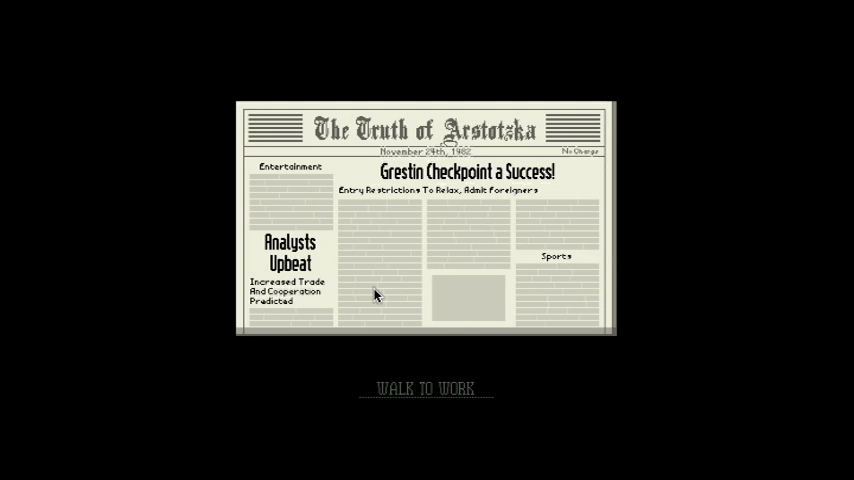 The Truth of Arstotzka
November 24th, 1982
No Charge
Entertainment
Analysts
Upbeat
Increased Trade
And Cooperation
Predicted
Grestin Checkpoint a Success!
Entry Restrictions To Relax, Admit Foreigners
Sports
WALK TO WORK